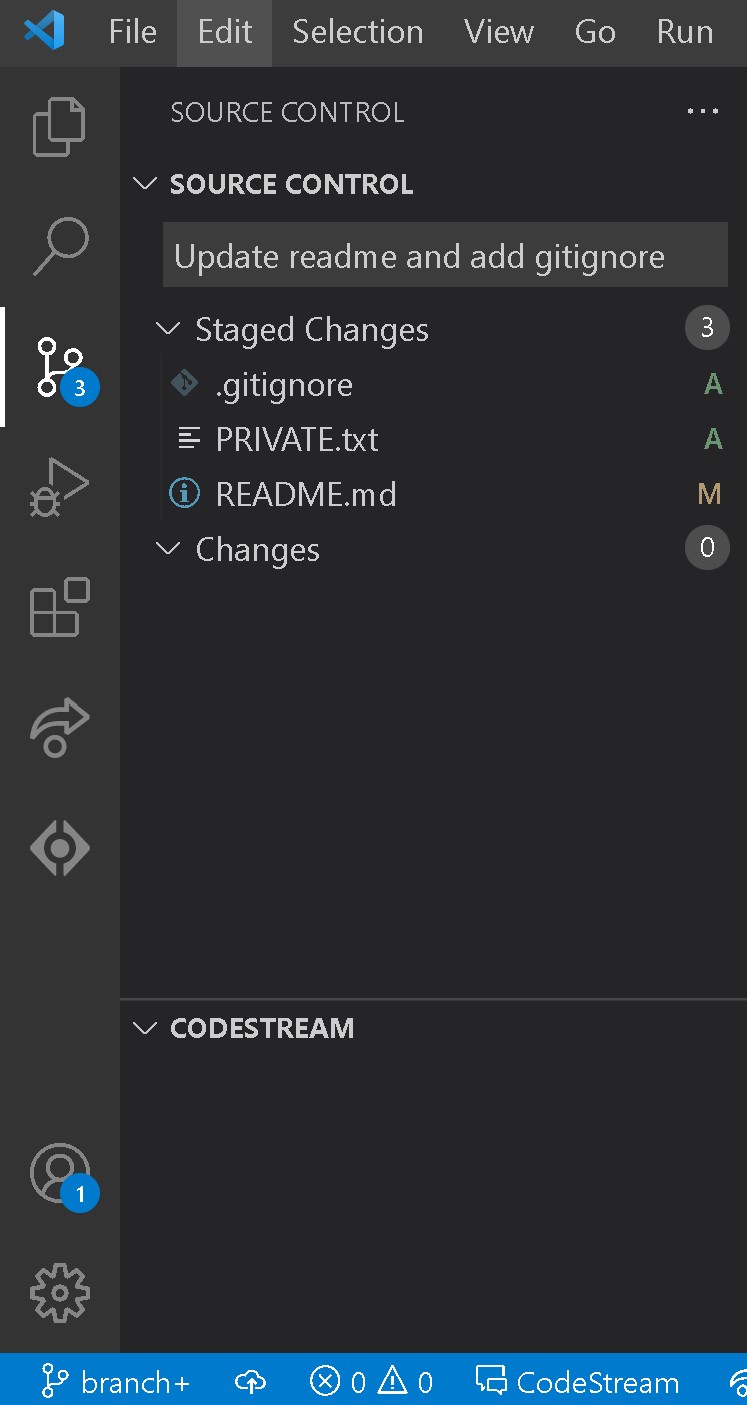 File Edit Selection View Go Run
SOURCE CONTROL
SOURCE CONTROL
Update readme and add gitignore
Staged Changes 3
.gitignore A
PRIVATE.txt A
README.md M
Changes 0
3
CODESTREAM
1
branch+ 0 0 CodeStream